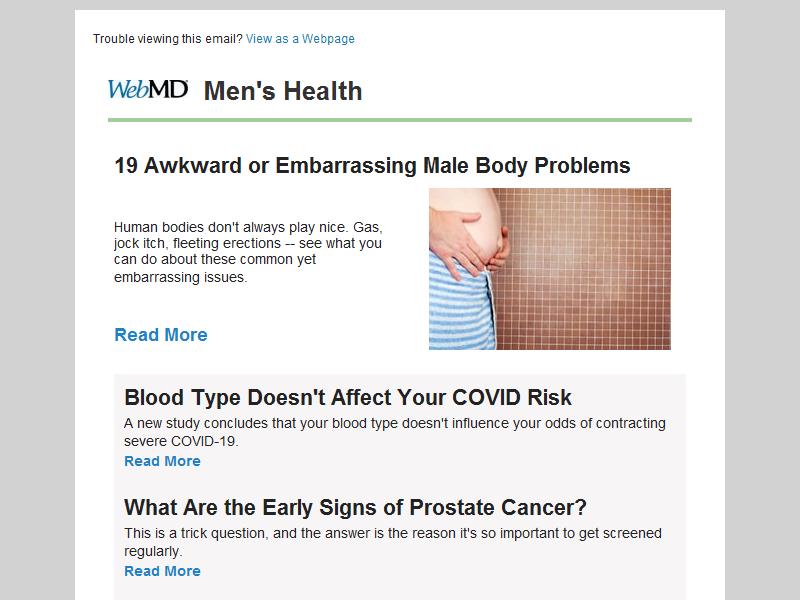 Trouble viewing this email? View as a Webpage
WebMD Men's Health
19 Awkward or Embarrassing Male Body Problems
Human bodies don't always play nice. Gas,
jock itch, fleeting erections -- see what you
can do about these common yet
embarrassing issues.
Read More
Blood Type Doesn't Affect Your COVID Risk
A new study concludes that your blood type doesn't influence your odds of contracting
severe COVID-19.
Read More
What Are the Early Signs of Prostate Cancer?
This is a trick question, and the answer is the reason it's so important to get screened
regularly.
Read More